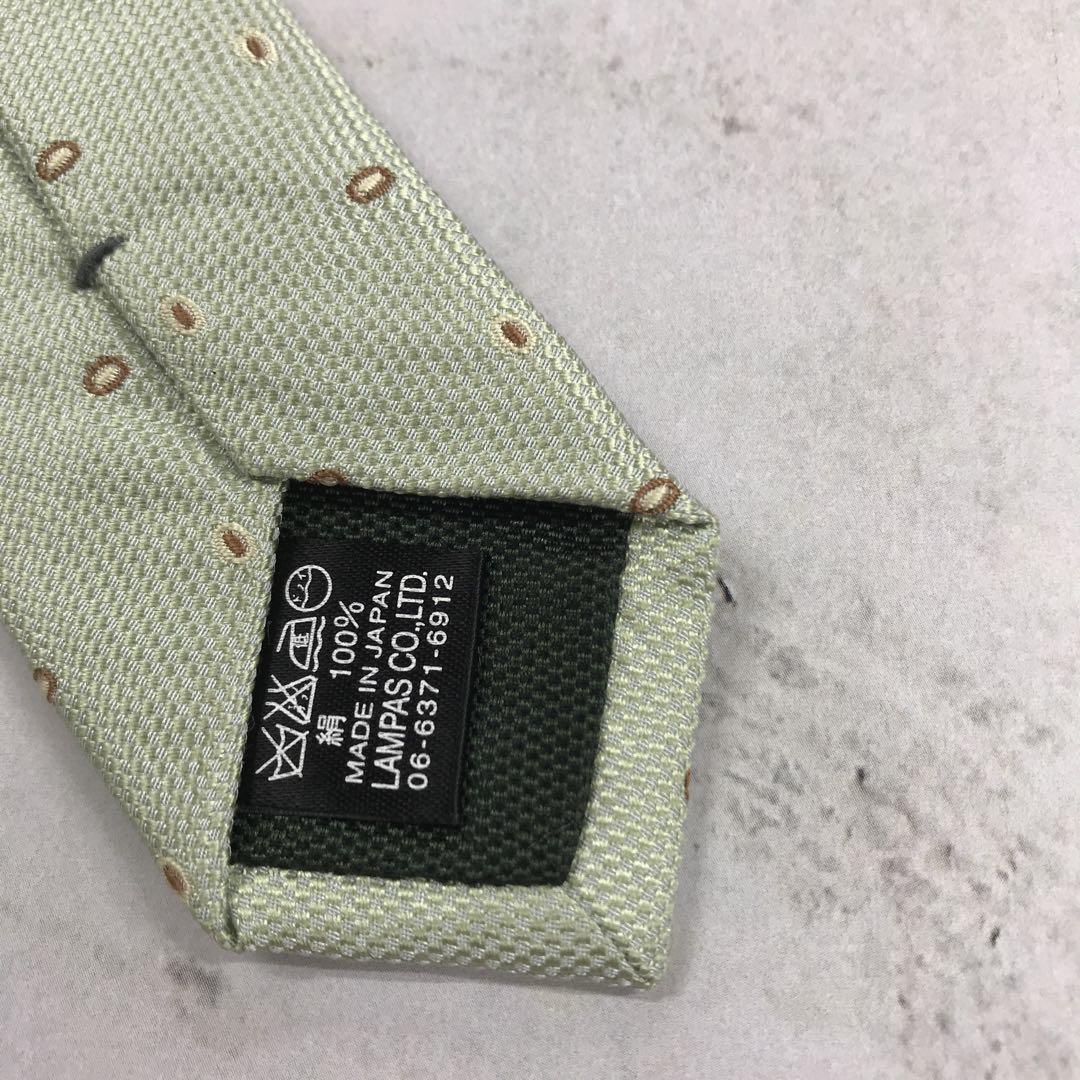 絹 100%
MADE IN JAPAN
LAMPAS CO.,LTD.
06-6371-6912